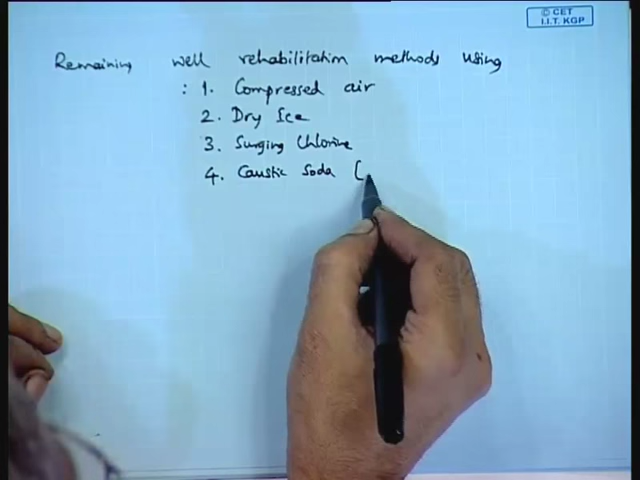 © CET
I.I.T. KGP
Remaining well rehabilitation methods using
: 1. Compressed air
2. Dry Ice
3. Surging Chlorine
4. Caustic Soda (